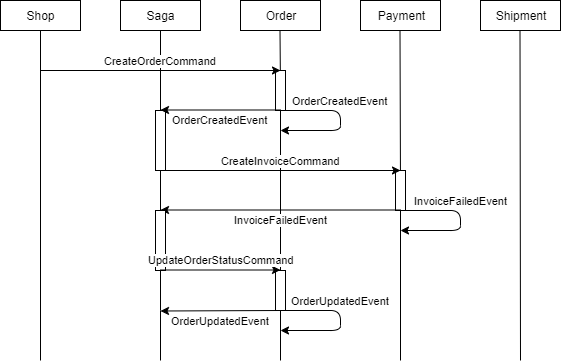 Shop
Saga
Order
Payment
Shipment
CreateOrderCommand
OrderCreatedEvent
OrderCreatedEvent
CreateInvoiceCommand
InvoiceFailedEvent
InvoiceFailedEvent
UpdateOrderStatusCommand
OrderUpdatedEvent
OrderUpdatedEvent